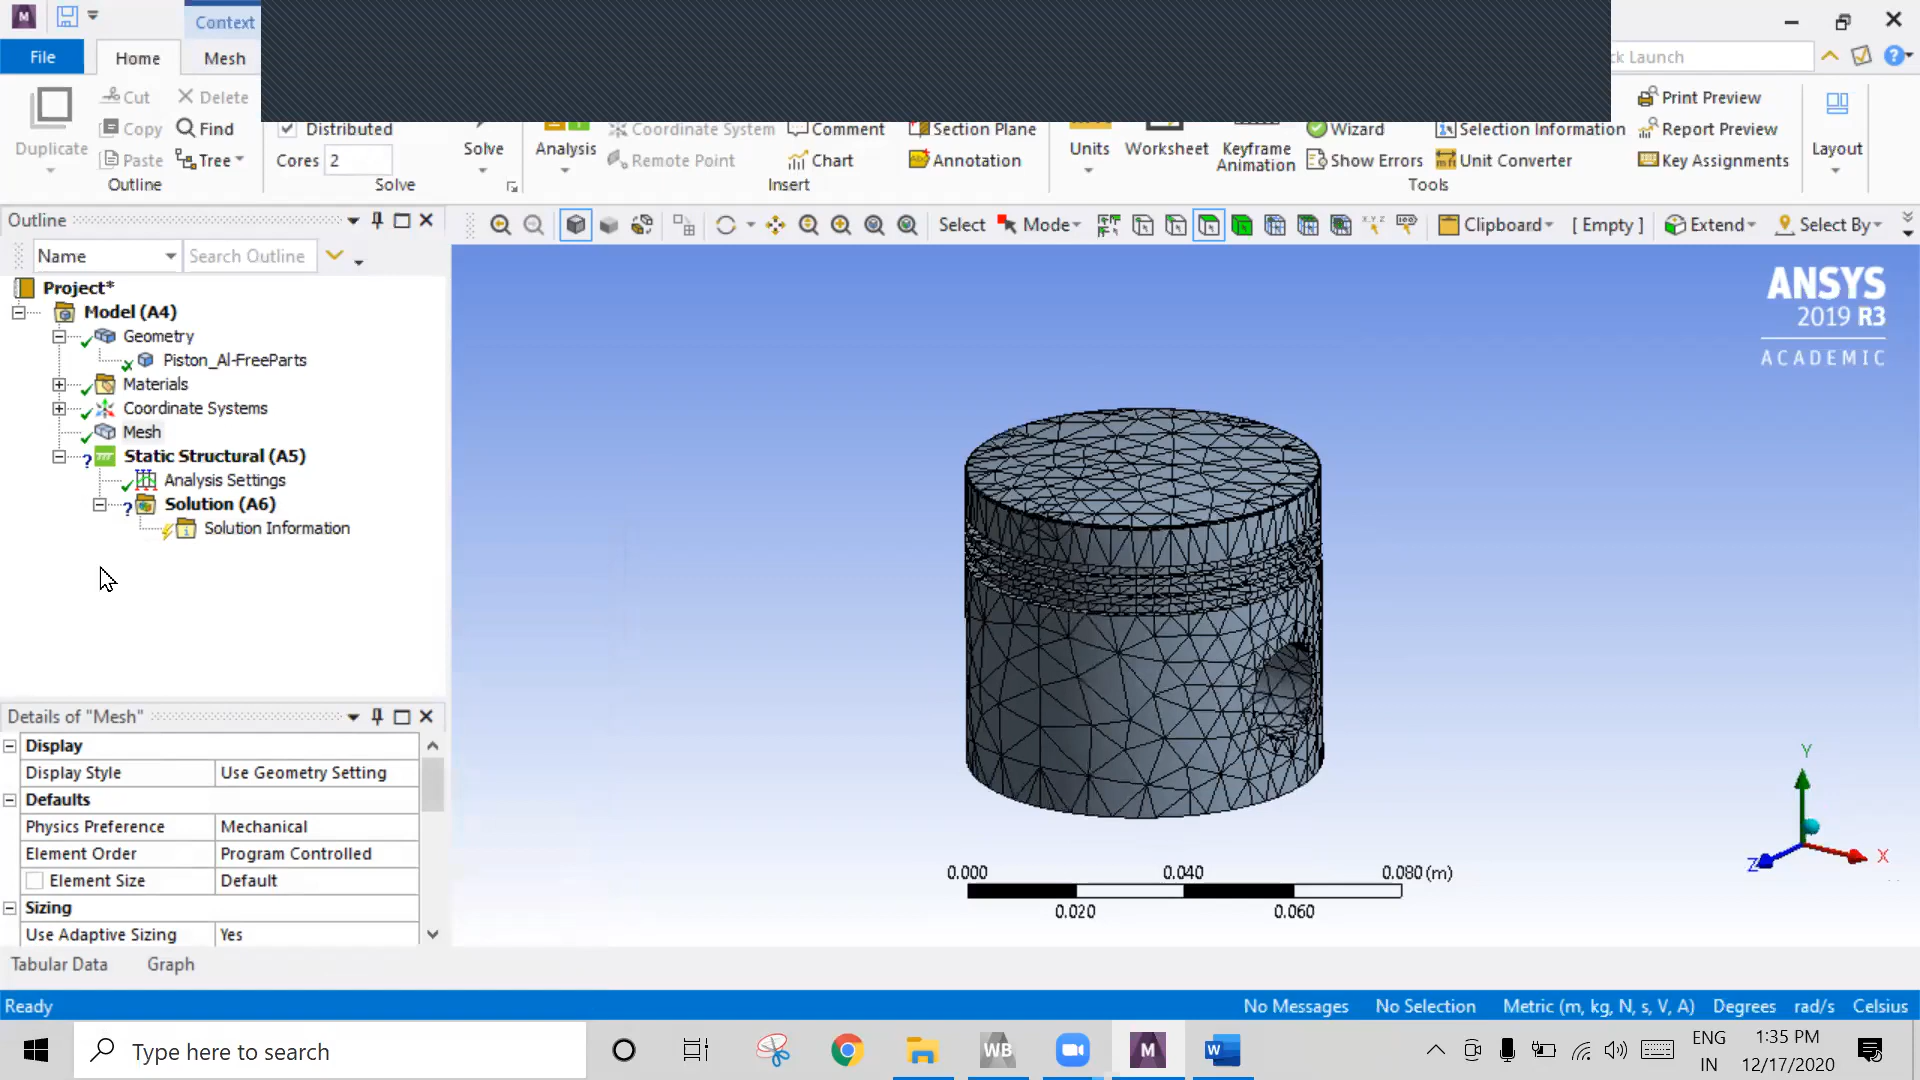 Context
File
Home
Mesh
ck Launch
Duplicate
Cut
Delete
Copy
Find
Paste
Tree
Outline
Distributed
Cores 2
Solve
Solve
Analysis
Coordinate System
Remote Point
Comment
Chart
Section Plane
Annotation
Insert
Units
Worksheet
Keyframe
Animation
Wizard
Show Errors
Selection Information
Unit Converter
Tools
Print Preview
Report Preview
Key Assignments
Layout
Outline
Name
Search Outline
Select
Mode
Clipboard
[ Empty ]
Extend
Select By
Project*
Model (A4)
Geometry
Piston_Al-FreeParts
Materials
Coordinate Systems
Mesh
Static Structural (A5)
Analysis Settings
Solution (A6)
Solution Information
ANSYS
2019 R3
ACADEMIC
Details of "Mesh"
Display
Display Style Use Geometry Setting
Defaults
Physics Preference Mechanical
Element Order Program Controlled
Element Size Default
Sizing
Use Adaptive Sizing Yes
0.000 0.040 0.080 (m)
0.020 0.060
Y
X
Z
Tabular Data
Graph
Ready
No Messages
No Selection
Metric (m, kg, N, s, V, A)
Degrees
rad/s
Celsius
Type here to search
WB
M
W
ENG
IN
1:35 PM
12/17/2020